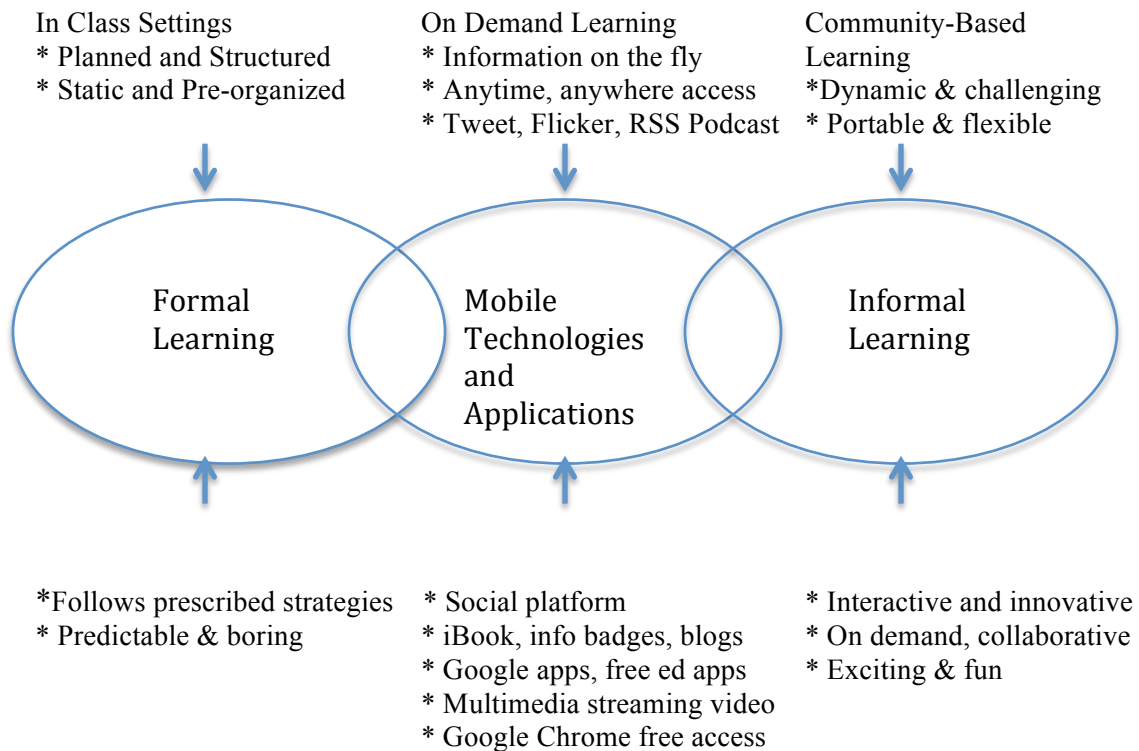 In Class Settings
* Planned and Structured
* Static and Pre-organized
On Demand Learning
* Information on the fly
* Anytime, anywhere access
* Tweet, Flicker, RSS Podcast
Community-Based
Learning
*Dynamic & challenging
* Portable & flexible
Formal
Learning
Mobile
Technologies
and
Applications
Informal
Learning
*Follows prescribed strategies
* Predictable & boring
* Social platform
* iBook, info badges, blogs
* Google apps, free ed apps
* Multimedia streaming video
* Google Chrome free access
* Interactive and innovative
* On demand, collaborative
* Exciting & fun